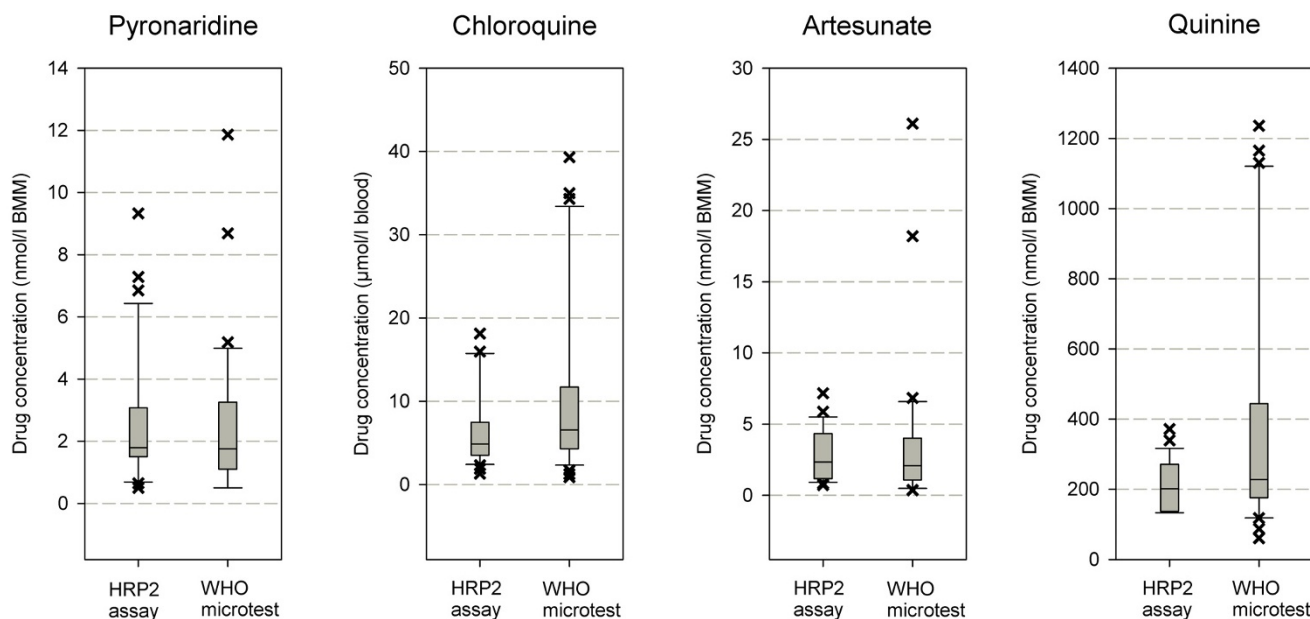 Pyronaridine
Drug concentration (nmol/l BMM)
14
12
10
8
6
4
2
0
HRP2
assay
WHO
microtest
Chloroquine
Drug concentration (µmol/l blood)
50
40
30
20
10
0
HRP2
assay
WHO
microtest
Artesunate
Drug concentration (nmol/l BMM)
30
25
20
15
10
5
0
HRP2
assay
WHO
microtest
Quinine
Drug concentration (nmol/l BMM)
1400
1200
1000
800
600
400
200
0
HRP2
assay
WHO
microtest